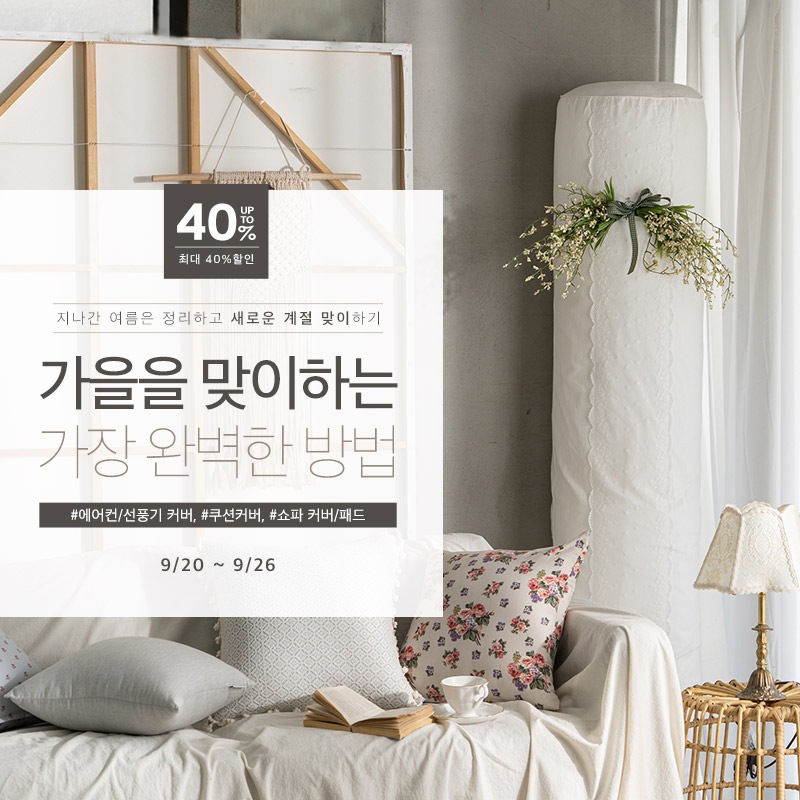 40 UP TO %
최대 40%할인
지나간 여름은 정리하고 새로운 계절 맞이하기
가을을 맞이하는
가장 완벽한 방법
#에어컨/선풍기 커버, #쿠션커버, #쇼파 커버/패드
9/20 ~ 9/26